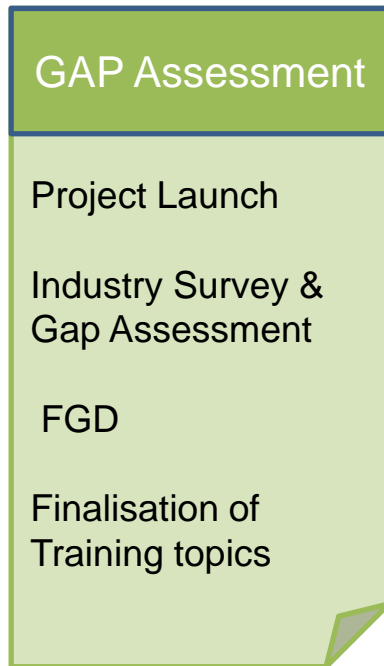 GAP Assessment
Project Launch
Industry Survey &
Gap Assessment
FGD
Finalisation of
Training topics